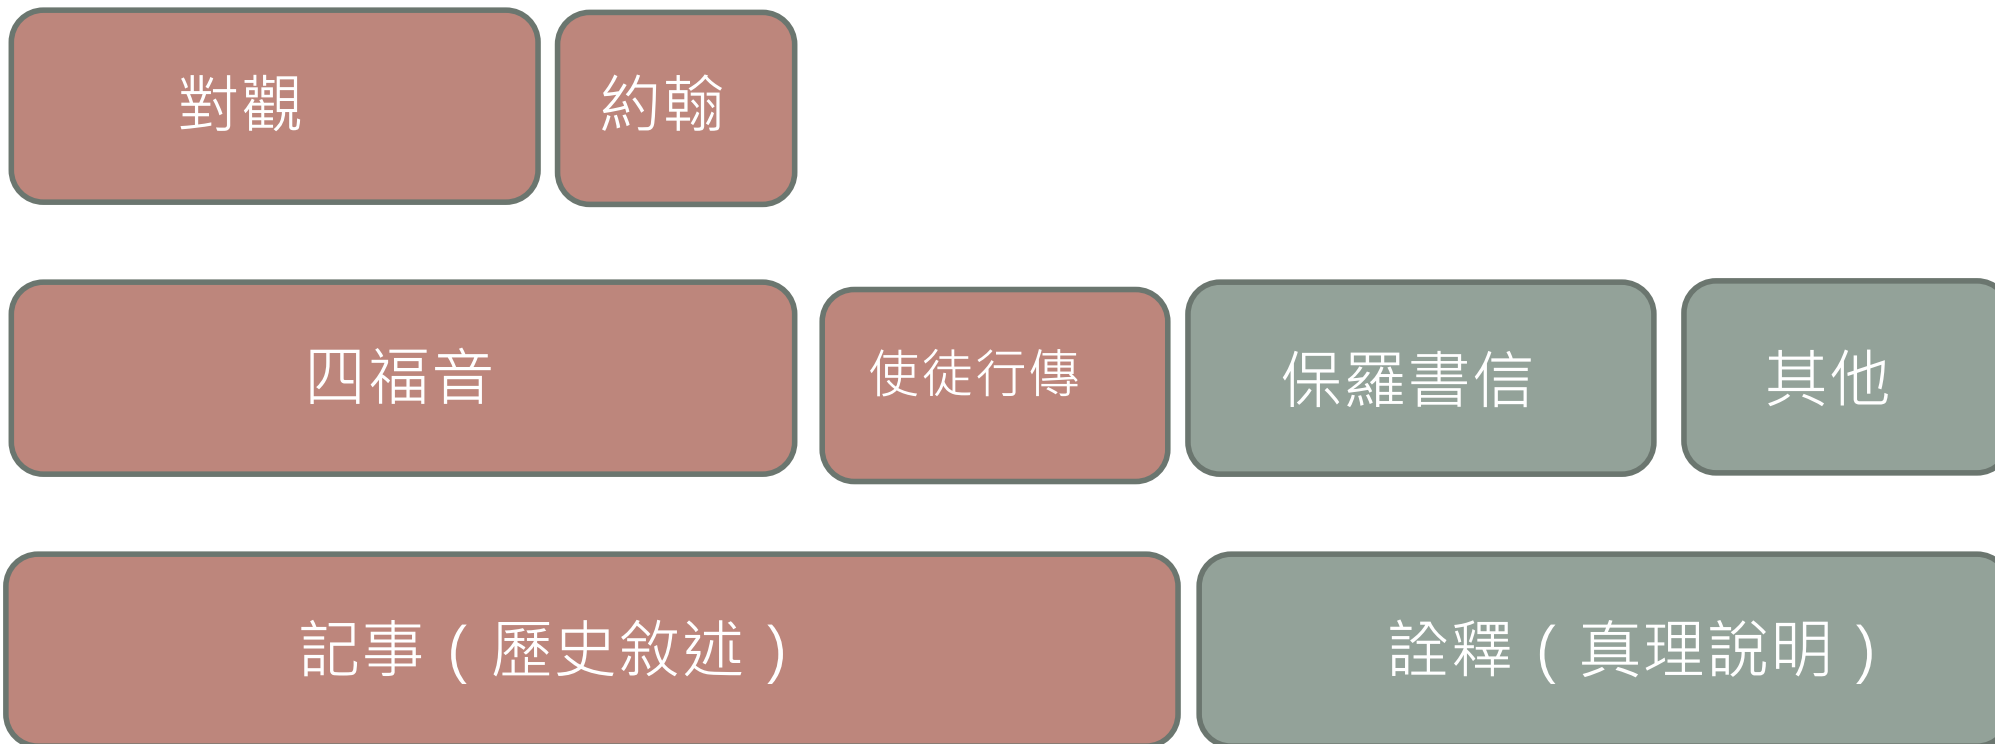 對觀 約翰
四福音 使徒行傳 保羅書信 其他
記事(歷史敘述) 詮釋(真理說明)